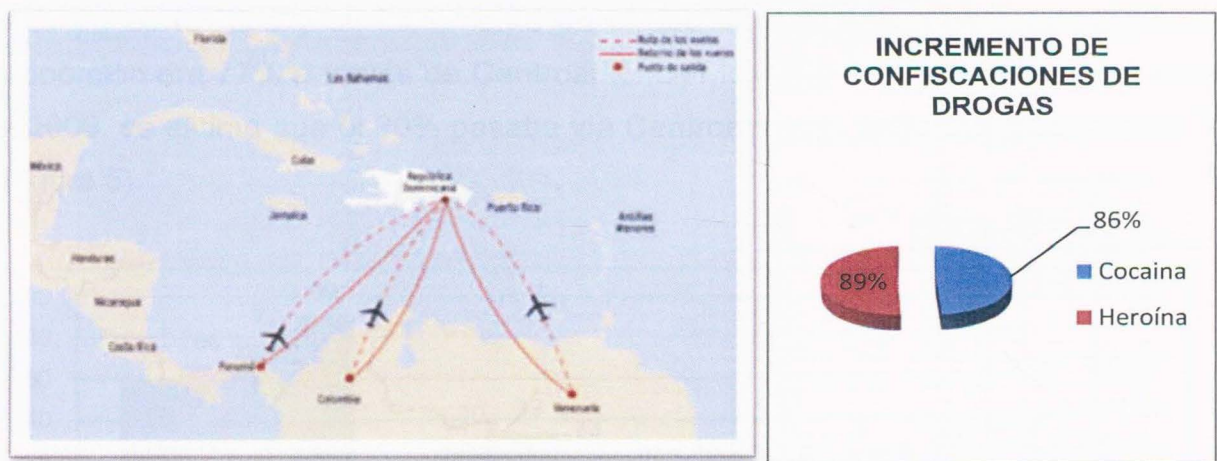 Florida
Las Bahamas
Ruta de los vuelos
Retorno de los vuelos
Punto de salida
México
Cuba
República
Dominicana
Jamaica
Puerto Rico
Antillas
Menores
Honduras
Nicaragua
Costa Rica
Panamá
Colombia
Venezuela
INCREMENTO DE
CONFISCACIONES DE
DROGAS
86%
89%
Cocaina
Heroína